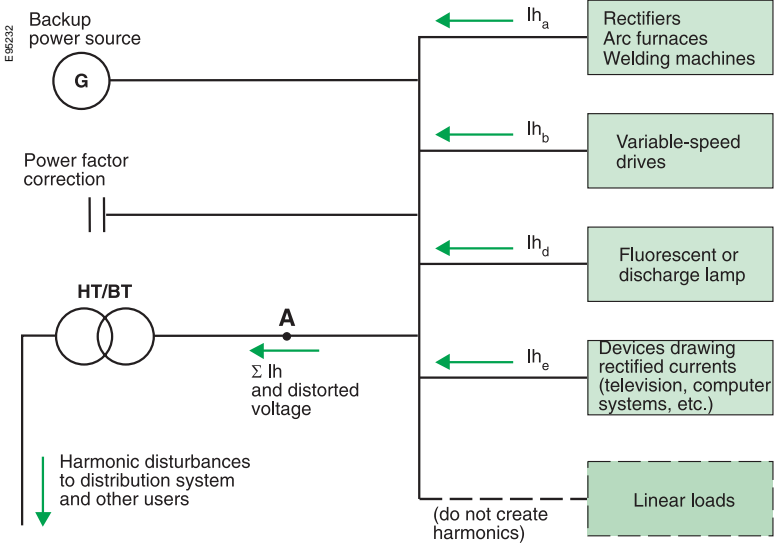 E95232
Backup
power source
G
Power factor
correction
HT/BT
A
Σ Ih
and distorted
voltage
Harmonic disturbances
to distribution system
and other users
Ihₐ
Rectifiers
Arc furnaces
Welding machines
Ih_b
Variable-speed
drives
Ih_d
Fluorescent or
discharge lamp
Ihₑ
Devices drawing
rectified currents
(television, computer
systems, etc.)
(do not create
harmonics)
Linear loads